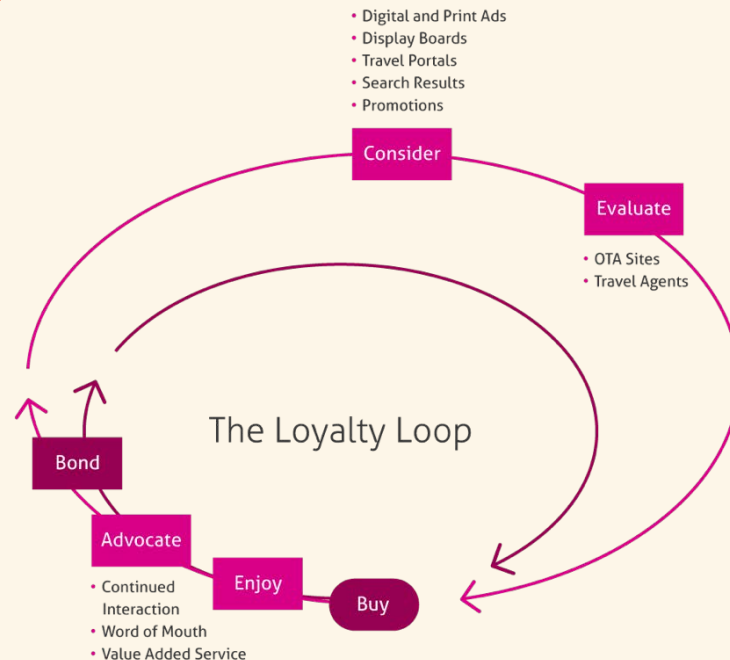 • Digital and Print Ads
• Display Boards
• Travel Portals
• Search Results
• Promotions
Consider
Evaluate
• OTA Sites
• Travel Agents
The Loyalty Loop
Bond
Advocate
• Continued
Interaction
• Word of Mouth
• Value Added Service
Enjoy
Buy